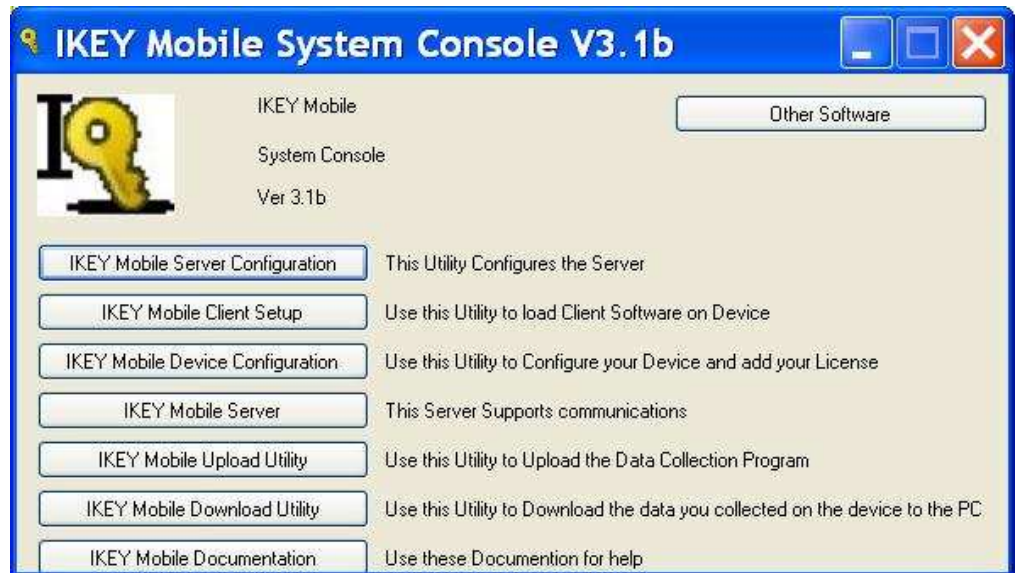 IKEY Mobile System Console V3.1b
IKEY Mobile
Other Software
System Console
Ver 3.1b
IKEY Mobile Server Configuration This Utility Configures the Server
IKEY Mobile Client Setup Use this Utility to load Client Software on Device
IKEY Mobile Device Configuration Use this Utility to Configure your Device and add your License
IKEY Mobile Server This Server Supports communications
IKEY Mobile Upload Utility Use this Utility to Upload the Data Collection Program
IKEY Mobile Download Utility Use this Utility to Download the data you collected on the device to the PC
IKEY Mobile Documentation Use these Documention for help